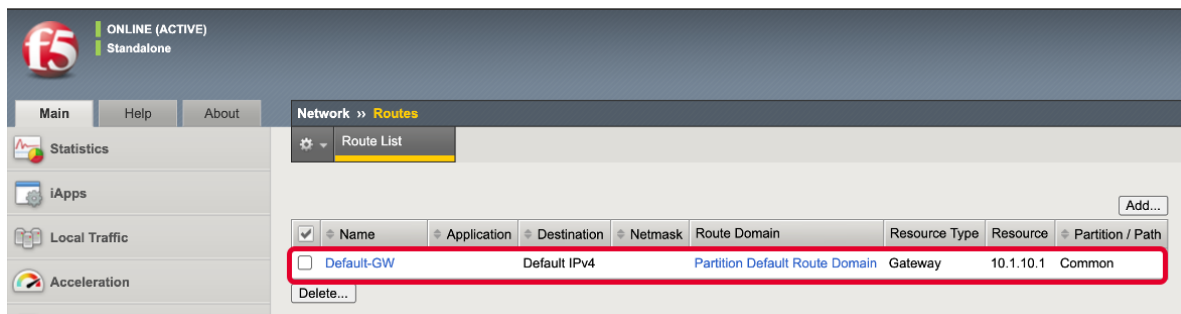 f5
ONLINE (ACTIVE)
Standalone
Main Help About
Network ›› Routes
Statistics
Route List
iApps
Add...
Local Traffic
Name Application Destination Netmask Route Domain Resource Type Resource Partition / Path
Default-GW Default IPv4 Partition Default Route Domain Gateway 10.1.10.1 Common
Acceleration
Delete...